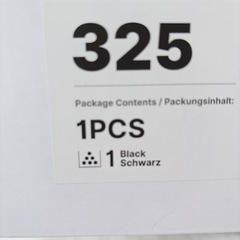 325
Package Contents / Packungsinhalt:
1PCS
1 Black
Schwarz